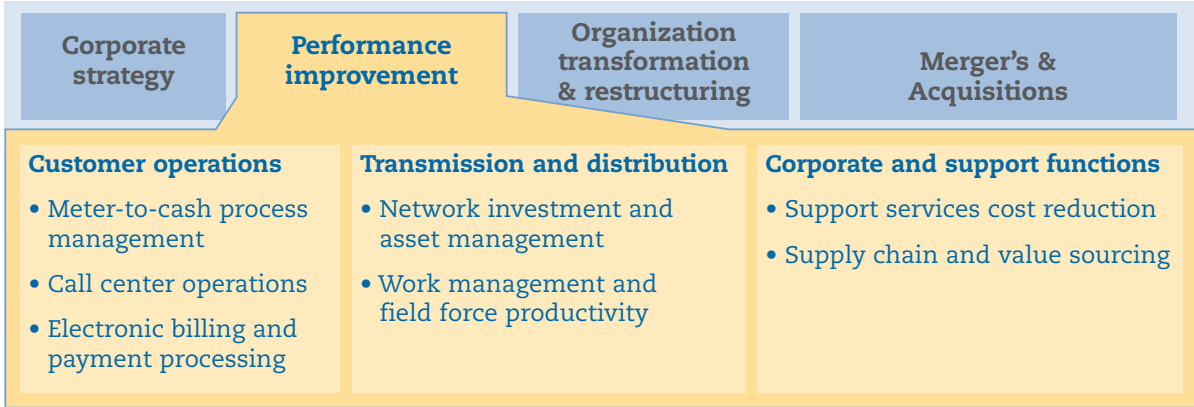 Corporate
strategy
Performance
improvement
Organization
transformation
& restructuring
Merger's &
Acquisitions
Customer operations
• Meter-to-cash process
management
• Call center operations
• Electronic billing and
payment processing
Transmission and distribution
• Network investment and
asset management
• Work management and
field force productivity
Corporate and support functions
• Support services cost reduction
• Supply chain and value sourcing